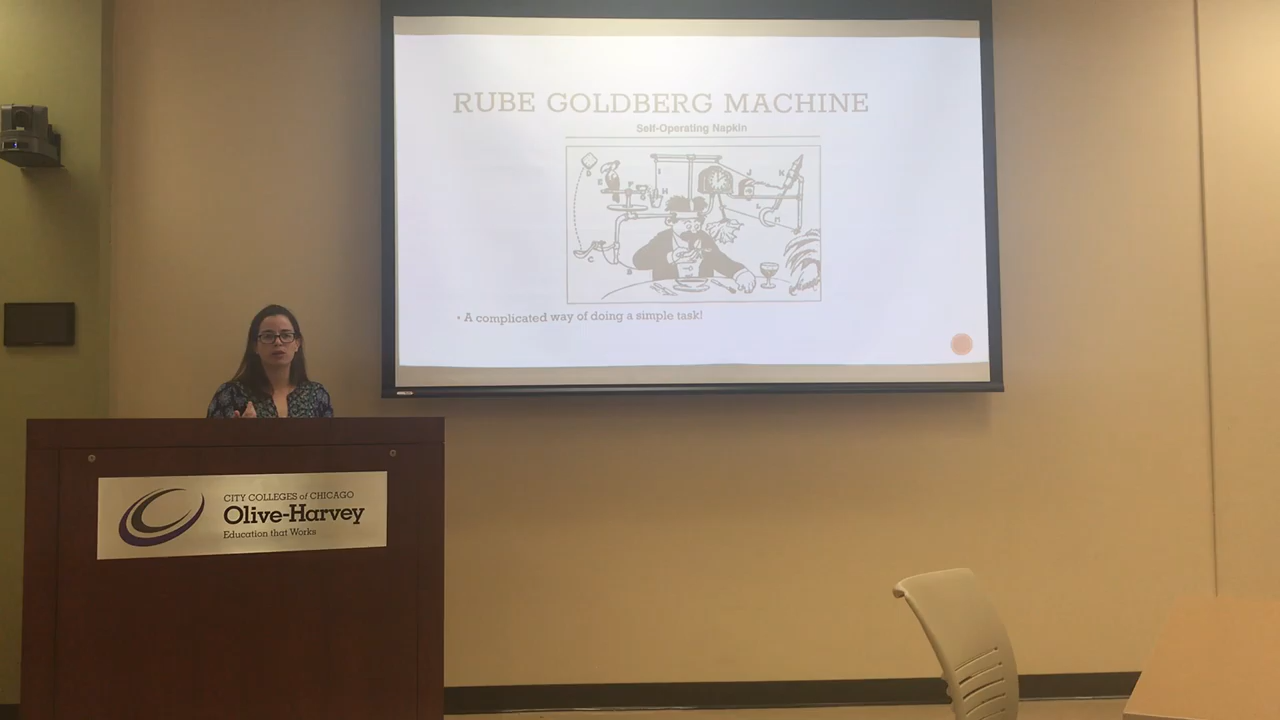 RUBE GOLDBERG MACHINE
Self-Operating Napkin
• A complicated way of doing a simple task!
CITY COLLEGES of CHICAGO
Olive-Harvey
Education that Works